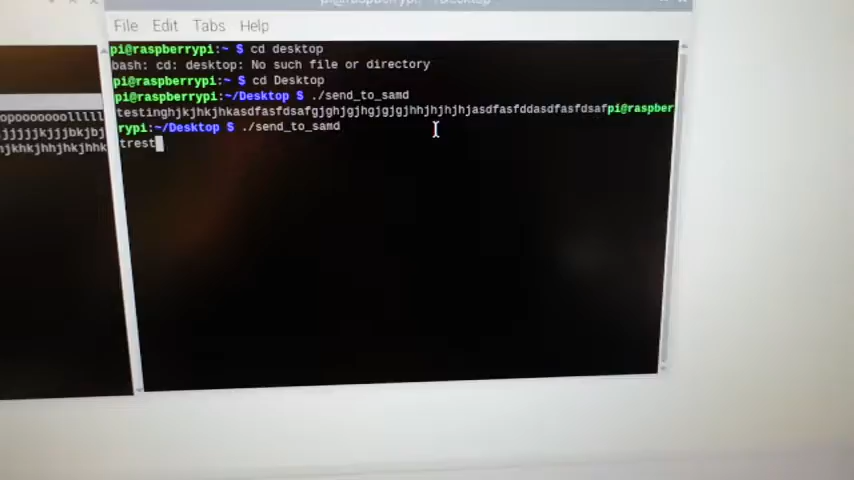 File Edit Tabs Help
pi@raspberrypi:~ $ cd desktop
bash: cd: desktop: No such file or directory
pi@raspberrypi:~ $ cd Desktop
pi@raspberrypi:~/Desktop $ ./send_to_samd
testinghjkjhkjhkasdfasfdsafgjghjgjhgjgjgjhhjhjhjhjasdfasfddasdfasfdsafpi@raspber
rypi:~/Desktop $ ./send_to_samd
trest